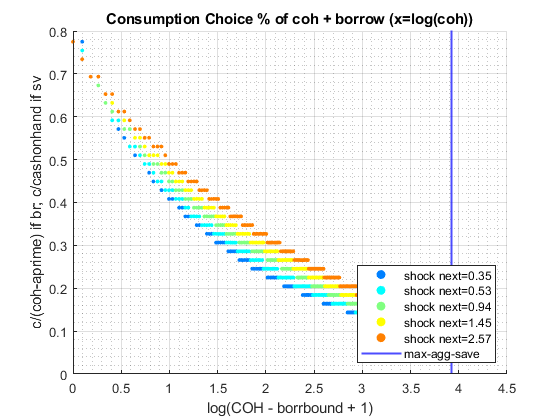 Consumption Choice % of coh + borrow (x=log(coh))
c/(coh-aprime) if br, c/cashonhand if sv
0.8
0.7
0.6
0.5
0.4
0.3
0.2
0.1
0
shock next=0.35
shock next=0.53
shock next=0.94
shock next=1.45
shock next=2.57
max-agg-save
0 0.5 1 1.5 2 2.5 3 3.5 4 4.5
log(COH - borrbound + 1)